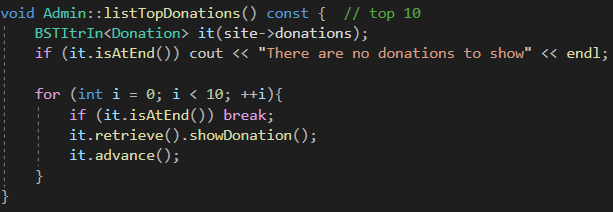 void Admin::listTopDonations() const {  // top 10
    BSTItrIn<Donation> it(site->donations);
    if (it.isAtEnd()) cout << "There are no donations to show" << endl;

    for (int i = 0; i < 10; ++i){
        if (it.isAtEnd()) break;
        it.retrieve().showDonation();
        it.advance();
    }
}